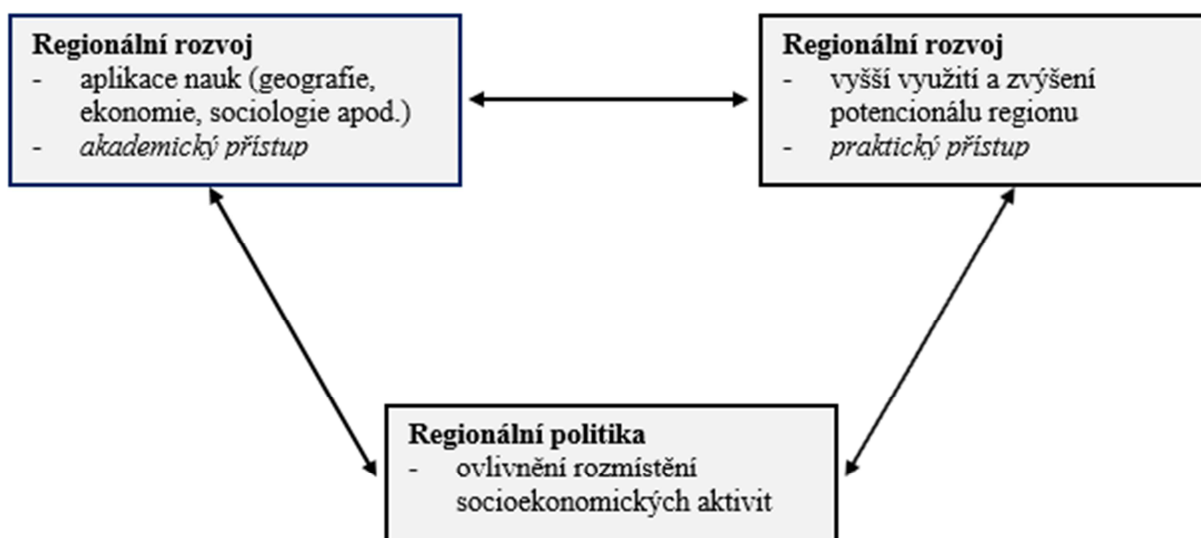 Regionální rozvoj
- aplikace nauk (geografie,
ekonomie, sociologie apod.)
- akademický přístup
Regionální rozvoj
- vyšší využití a zvýšení
potencionálu regionu
- praktický přístup
Regionální politika
- ovlivnění rozmístění
socioekonomických aktivit